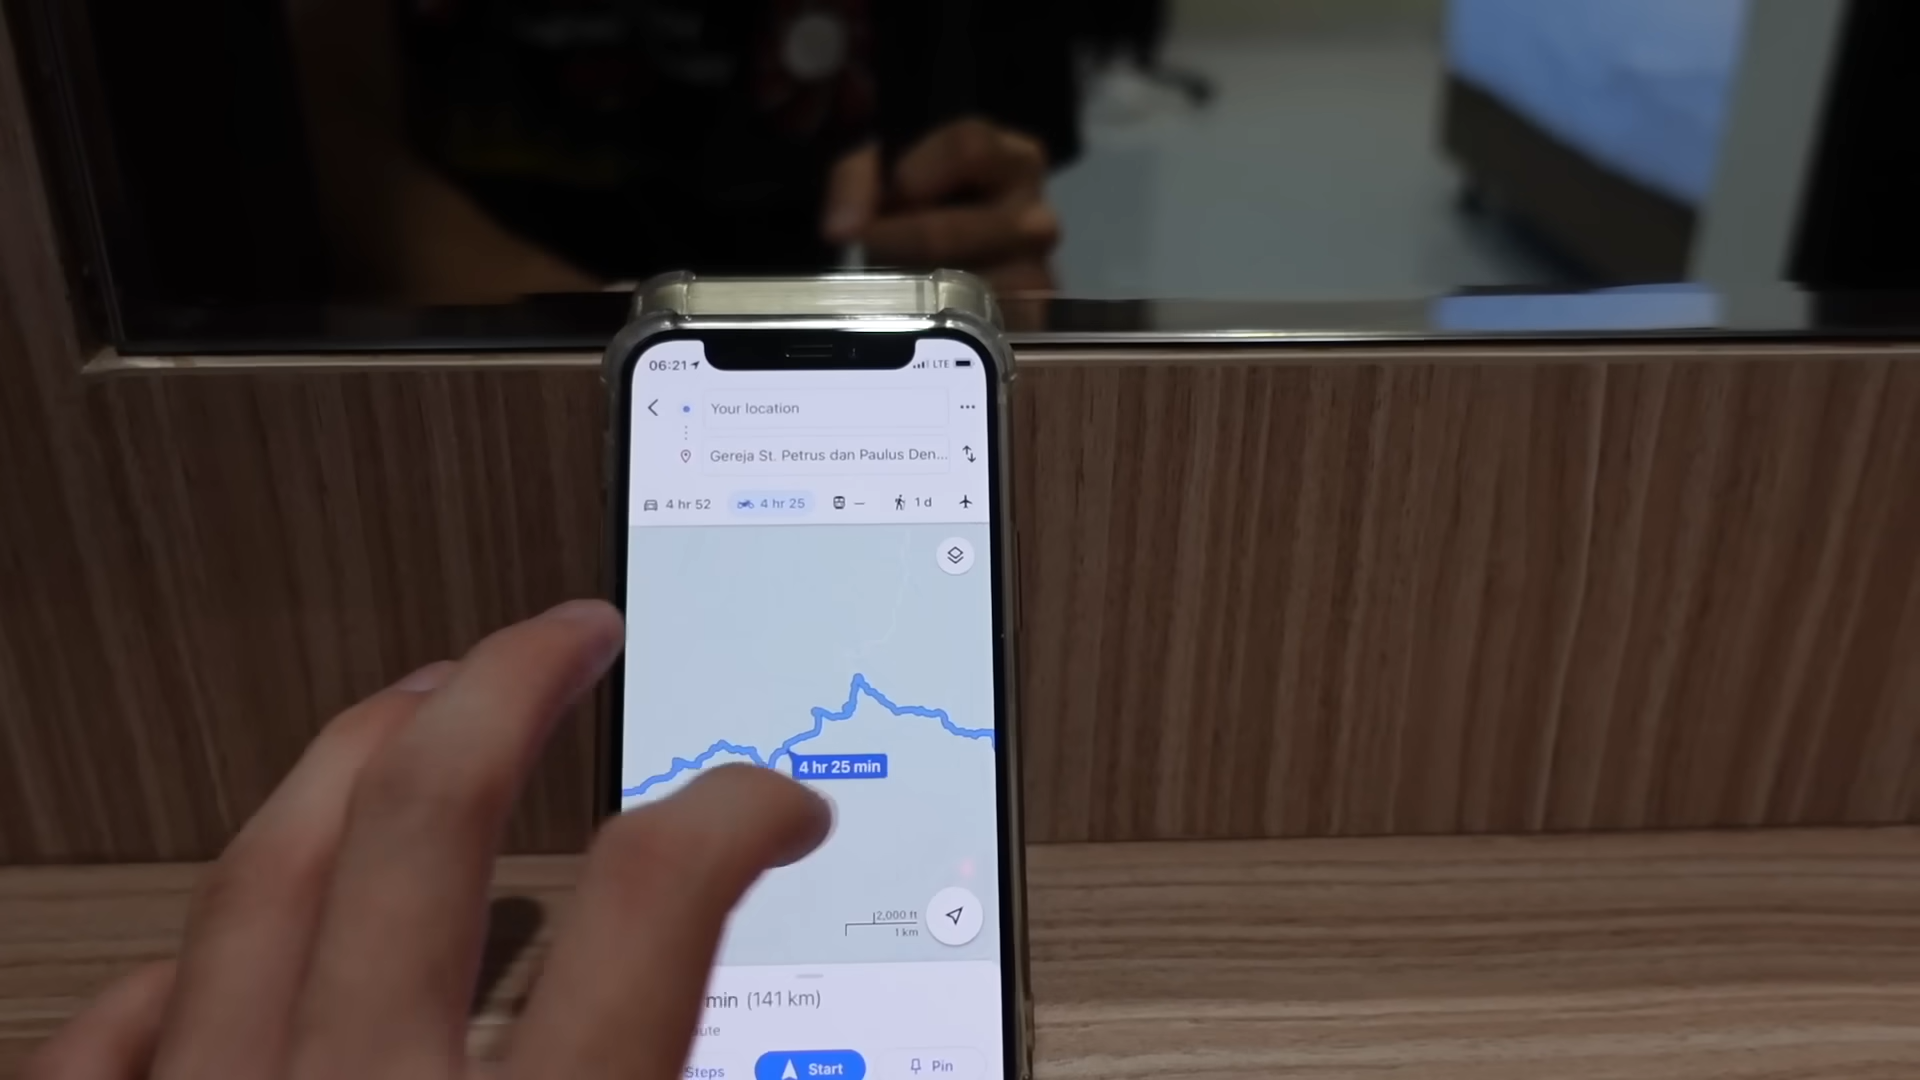 06:21
LTE
Your location
Gereja St. Petrus dan Paulus Den...
4 hr 52
4 hr 25
—
1 d
4 hr 25 min
2,000 ft
1 km
min (141 km)
Steps
Start
Pin